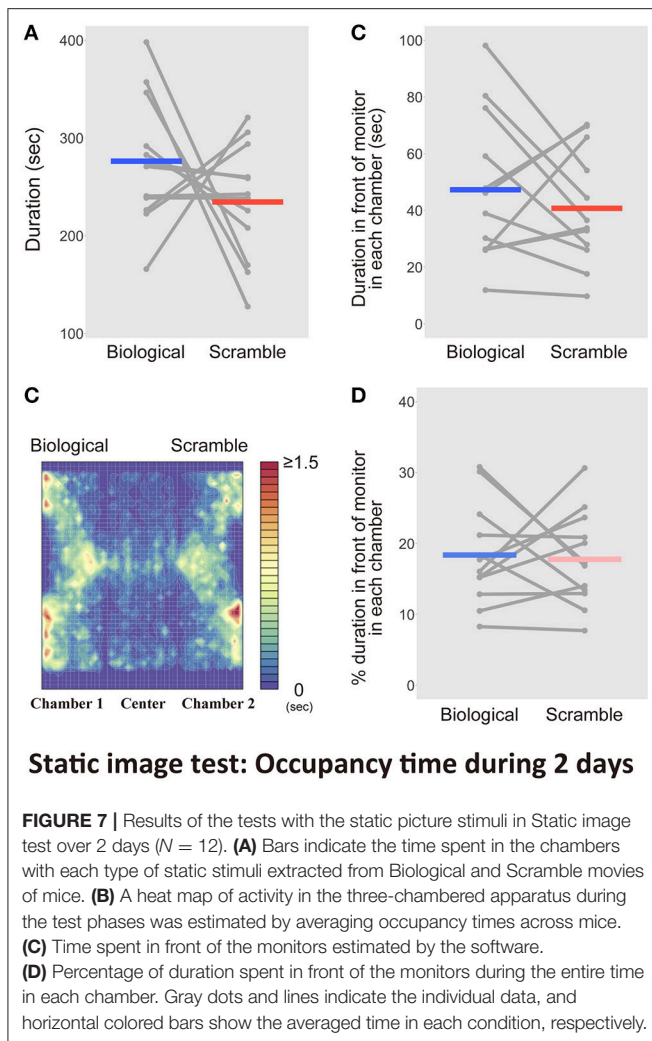 A
400
300
200
100
Duration (sec)
Biological Scramble
C
100
80
60
40
20
0
Duration in front of monitor
in each chamber (sec)
Biological Scramble
C
Biological Scramble
≥1.5
0
(sec)
Chamber 1 Center Chamber 2
D
40
30
20
10
0
% duration in front of monitor
in each chamber
Biological Scramble
Static image test: Occupancy time during 2 days
FIGURE 7 | Results of the tests with the static picture stimuli in Static image
test over 2 days (N = 12). (A) Bars indicate the time spent in the chambers
with each type of static stimuli extracted from Biological and Scramble movies
of mice. (B) A heat map of activity in the three-chambered apparatus during
the test phases was estimated by averaging occupancy times across mice.
(C) Time spent in front of the monitors estimated by the software.
(D) Percentage of duration spent in front of the monitors during the entire time
in each chamber. Gray dots and lines indicate the individual data, and
horizontal colored bars show the averaged time in each condition, respectively.